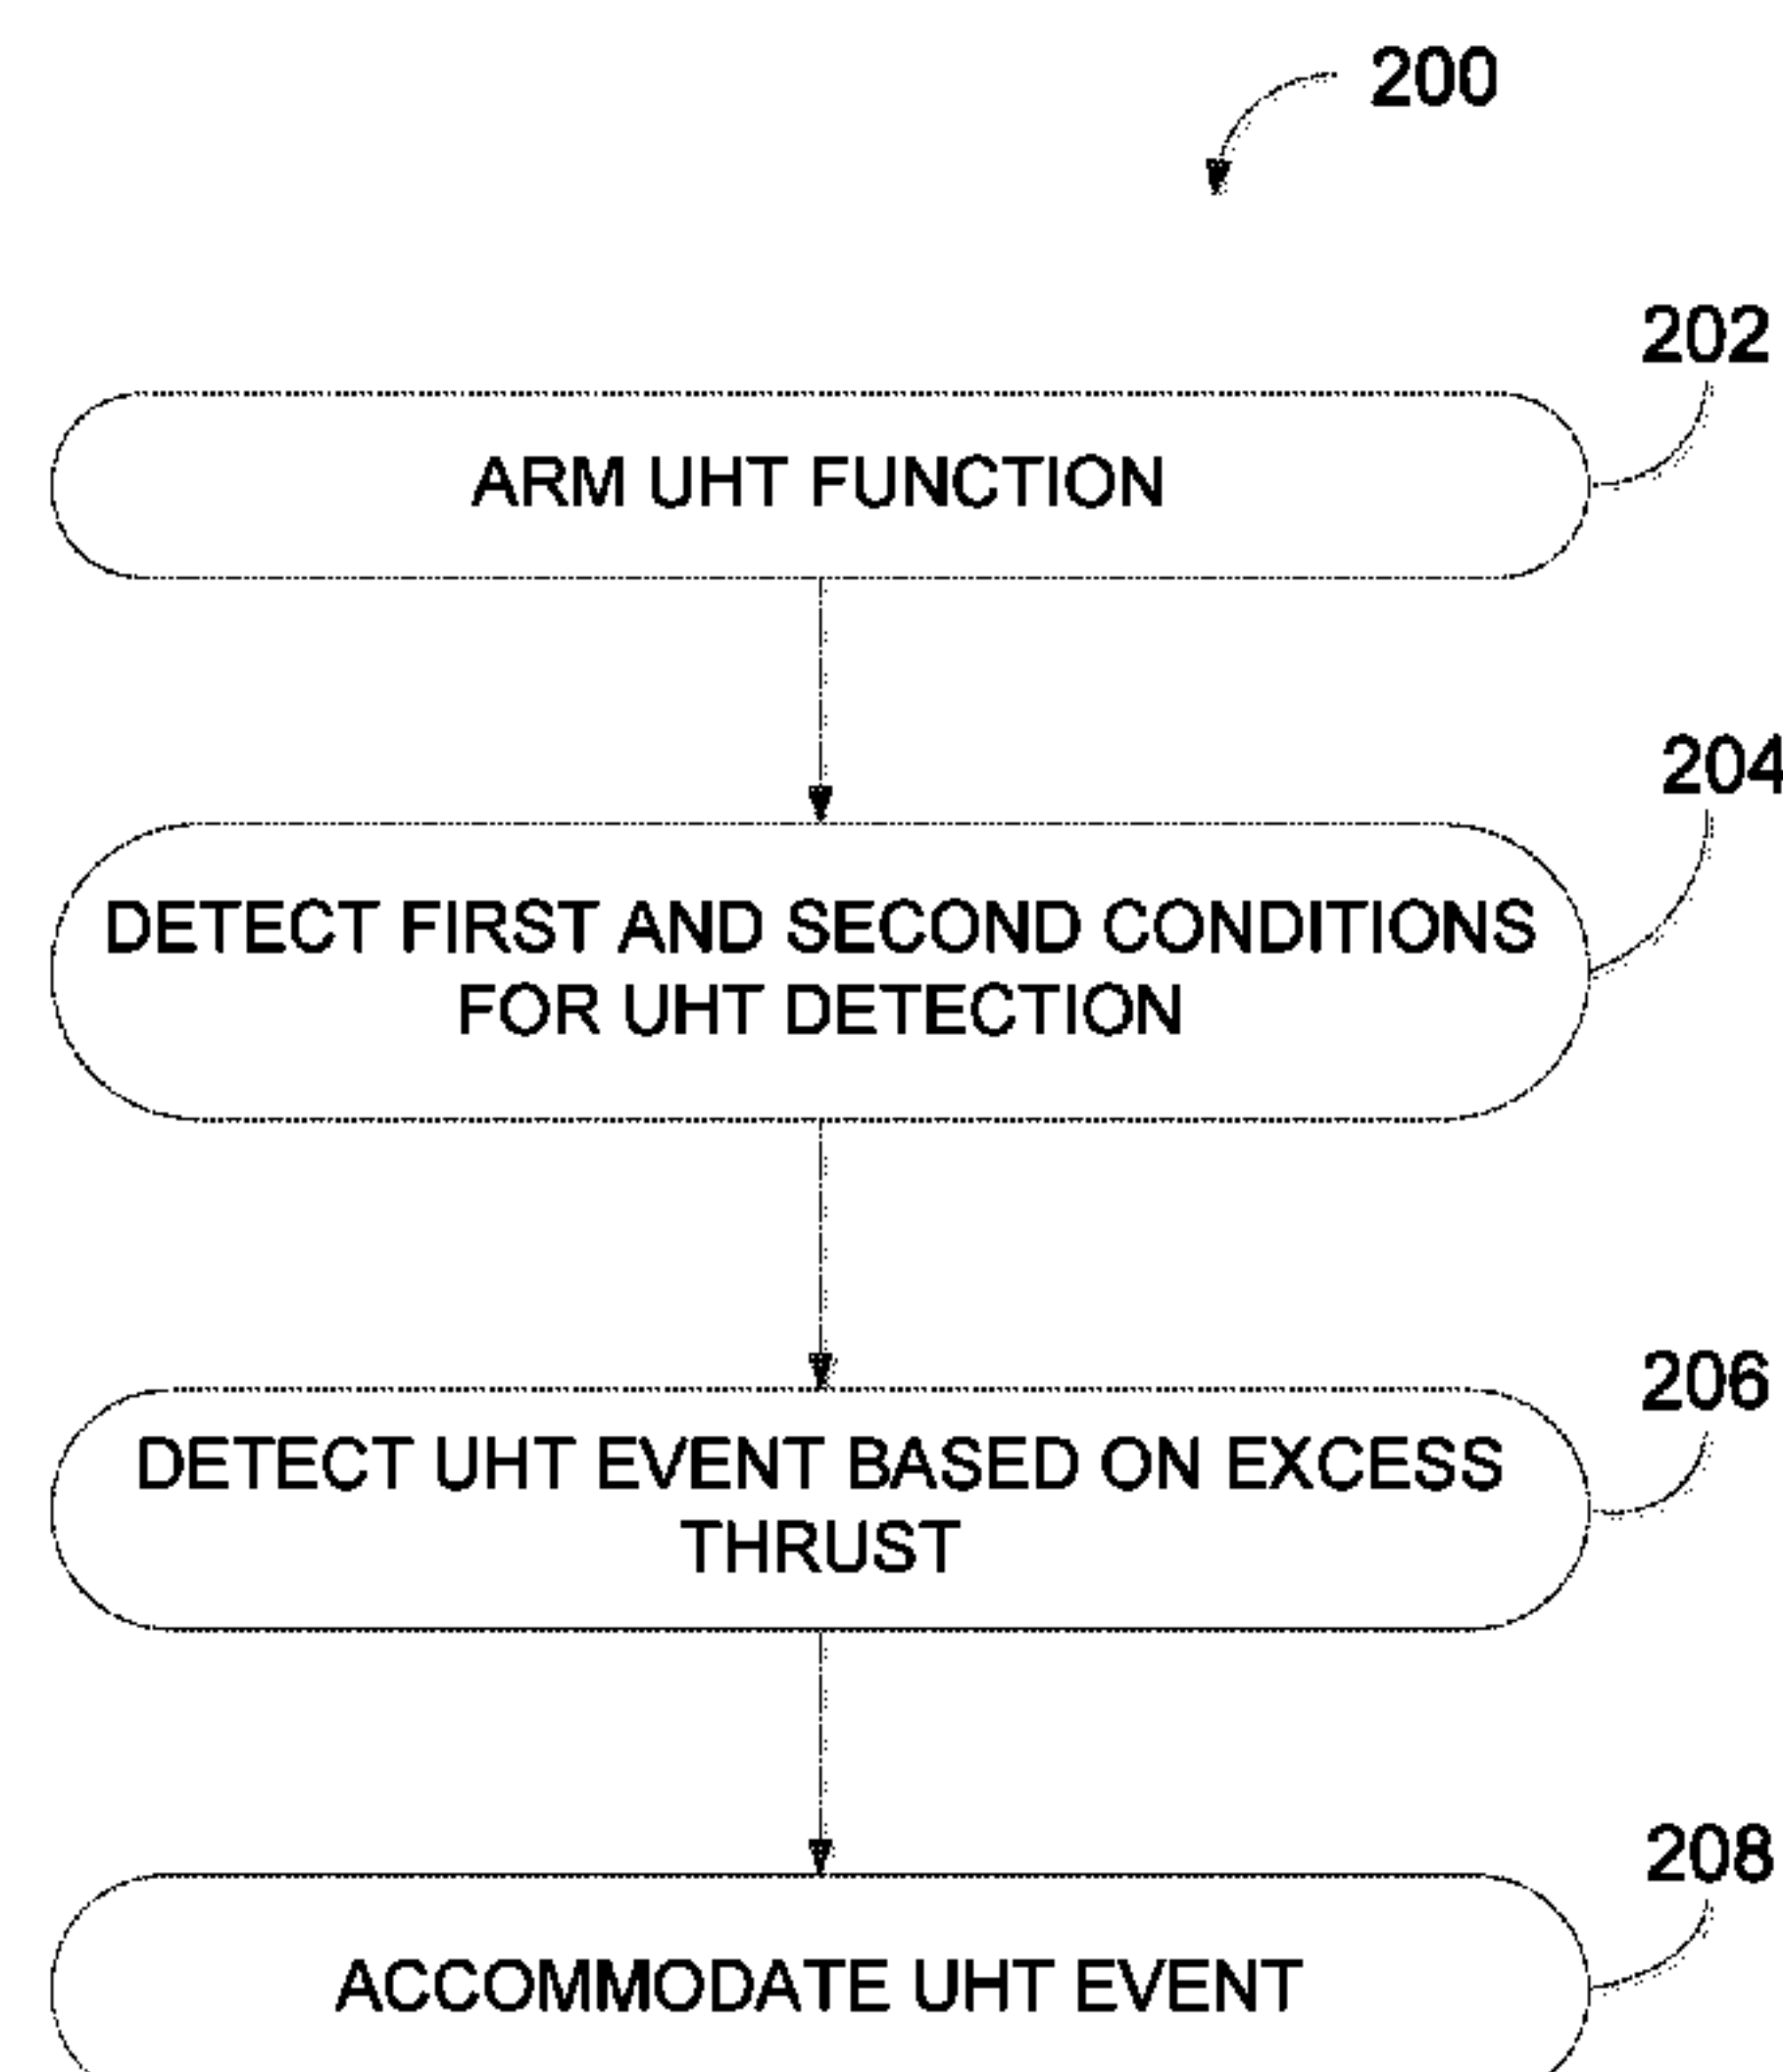 200
202
ARM UHT FUNCTION
204
DETECT FIRST AND SECOND CONDITIONS
FOR UHT DETECTION
206
DETECT UHT EVENT BASED ON EXCESS
THRUST
208
ACCOMMODATE UHT EVENT